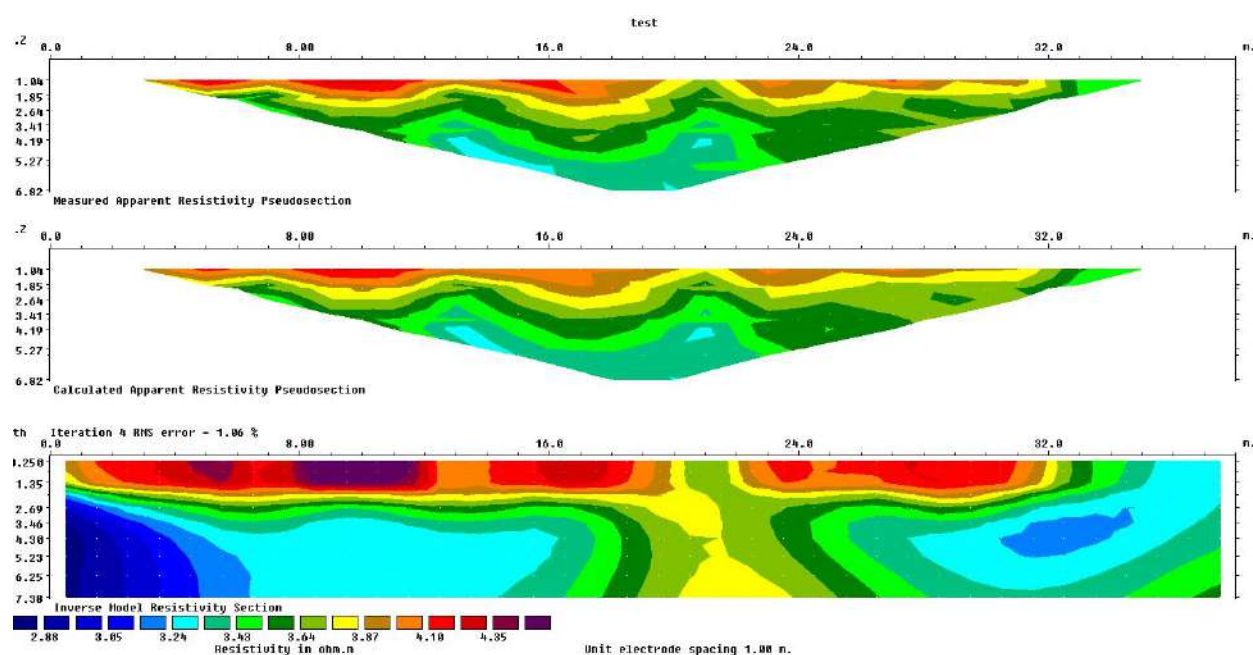 test
.Z 0.0 8.00 16.0 24.0 32.0 m.
1.04
1.85
2.64
3.41
4.19
5.27
6.82
Measured Apparent Resistivity Pseudosection
.Z 0.0 8.00 16.0 24.0 32.0 m.
1.04
1.85
2.64
3.41
4.19
5.27
6.82
Calculated Apparent Resistivity Pseudosection
th Iteration 4 RMS error = 1.06 %
0.0 8.00 16.0 24.0 32.0 m.
.250
1.35
2.69
3.46
4.30
5.23
6.25
7.30
Inverse Model Resistivity Section
2.88 3.05 3.24 3.43 3.64 3.87 4.10 4.35
Resistivity in ohm.m Unit electrode spacing 1.00 m.